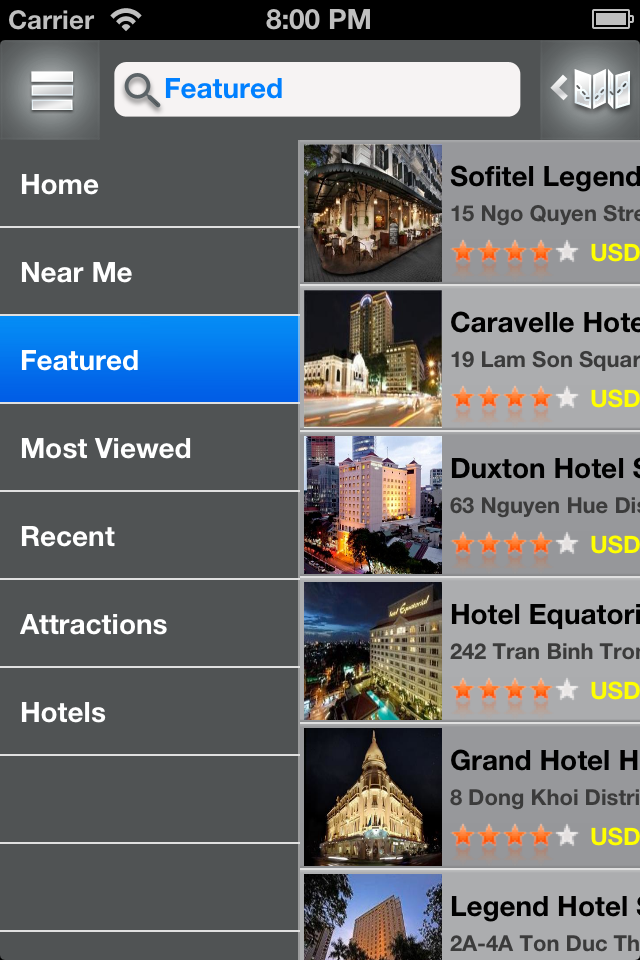 Carrier 8:00 PM
Featured
Home
Near Me
Featured
Most Viewed
Recent
Attractions
Hotels
Sofitel Legend
15 Ngo Quyen Stre
USD
Caravelle Hote
19 Lam Son Squar
USD
Duxton Hotel S
63 Nguyen Hue Dis
USD
Hotel Equatori
242 Tran Binh Tron
USD
Grand Hotel H
8 Dong Khoi Distri
USD
Legend Hotel S
2A-4A Ton Duc Th